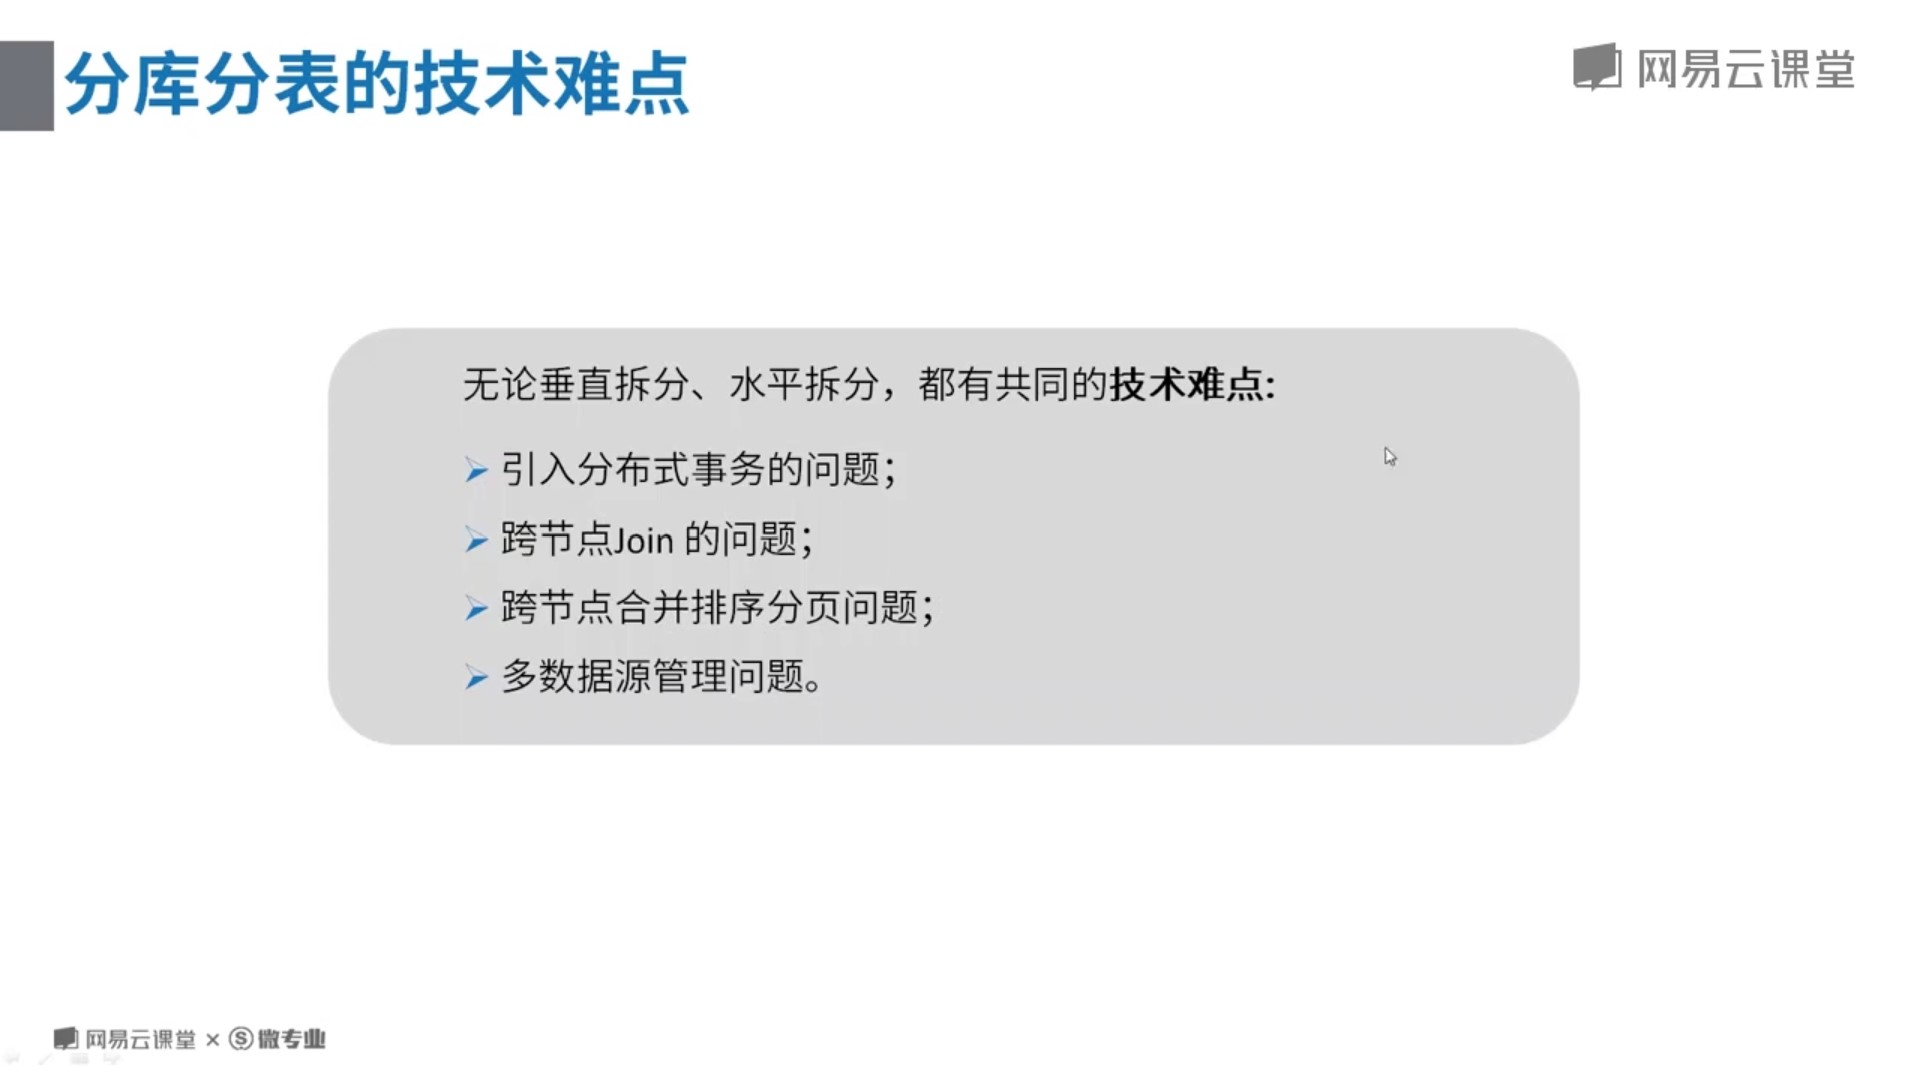 分库分表的技术难点
网易云课堂
无论垂直拆分、水平拆分，都有共同的技术难点:
引入分布式事务的问题；
跨节点Join 的问题；
跨节点合并排序分页问题；
多数据源管理问题。
网易云课堂 × Ⓢ微专业